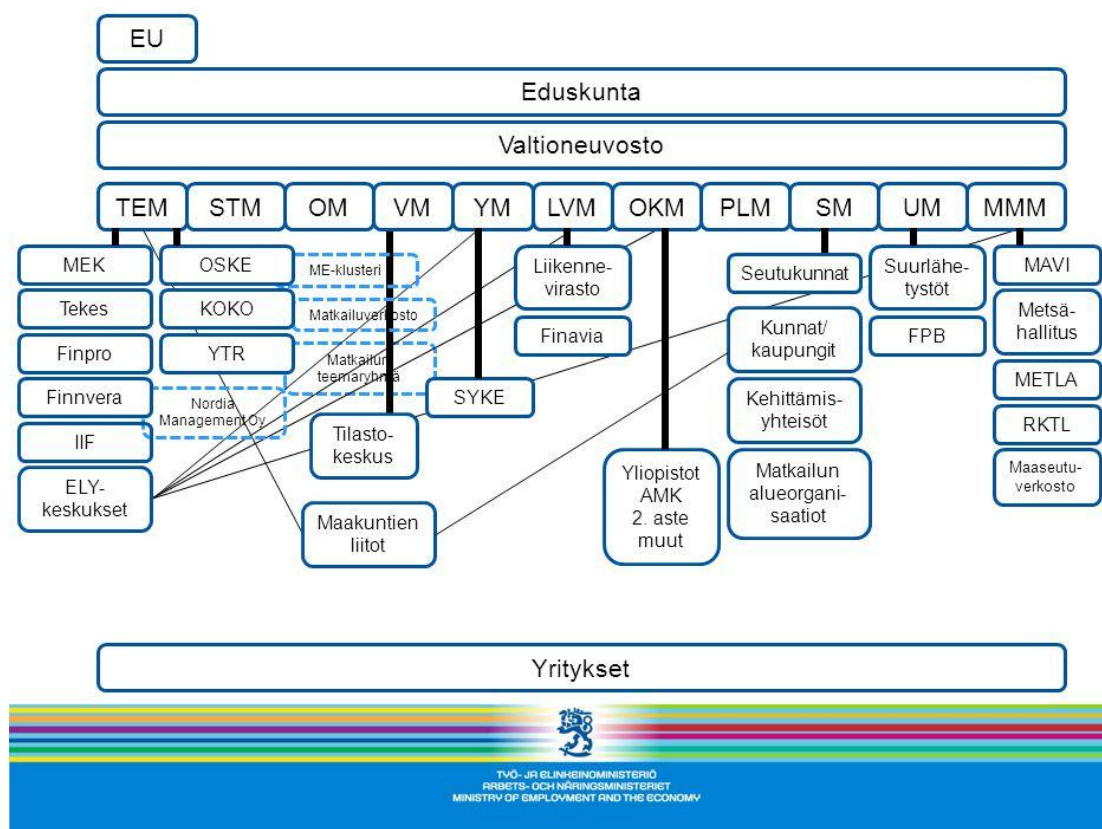 EU
Eduskunta
Valtioneuvosto
TEM
STM
OM
VM
YM
LVM
OKM
PLM
SM
UM
MMM
MEK
Tekes
Finpro
Finnvera
IIF
ELY-
keskukset
OSKE
KOKO
YTR
Nordia
Management Oy
ME-klusteri
Matkailuverkosto
Matkailun
teemaryhmä
Tilasto-
keskus
Maakuntien
liitot
SYKE
Liikenne-
virasto
Finavia
Yliopistot
AMK
2. aste
muut
Seutukunnat
Kunnat/
kaupungit
Kehittämis-
yhteisöt
Matkailun
alueorgani-
saatiot
Suurlähe-
tystöt
FPB
MAVI
Metsä-
hallitus
METLA
RKTL
Maaseutu-
verkosto
Yritykset
TYÖ- JA ELINKEINOMINISTERIÖ
ARBETS- OCH NÄRINGSMINISTERIET
MINISTRY OF EMPLOYMENT AND THE ECONOMY